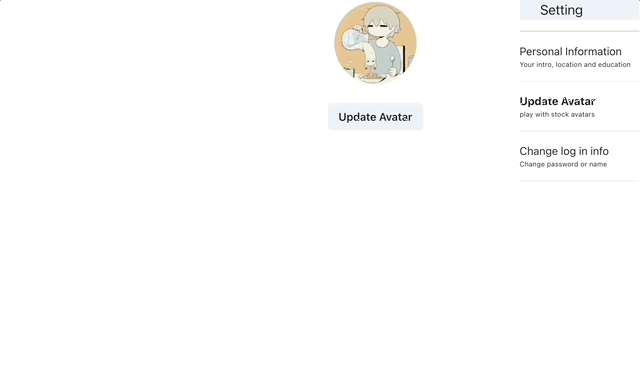 Setting
Personal Information
Your intro, location and education
Update Avatar
Update Avatar
play with stock avatars
Change log in info
Change password or name